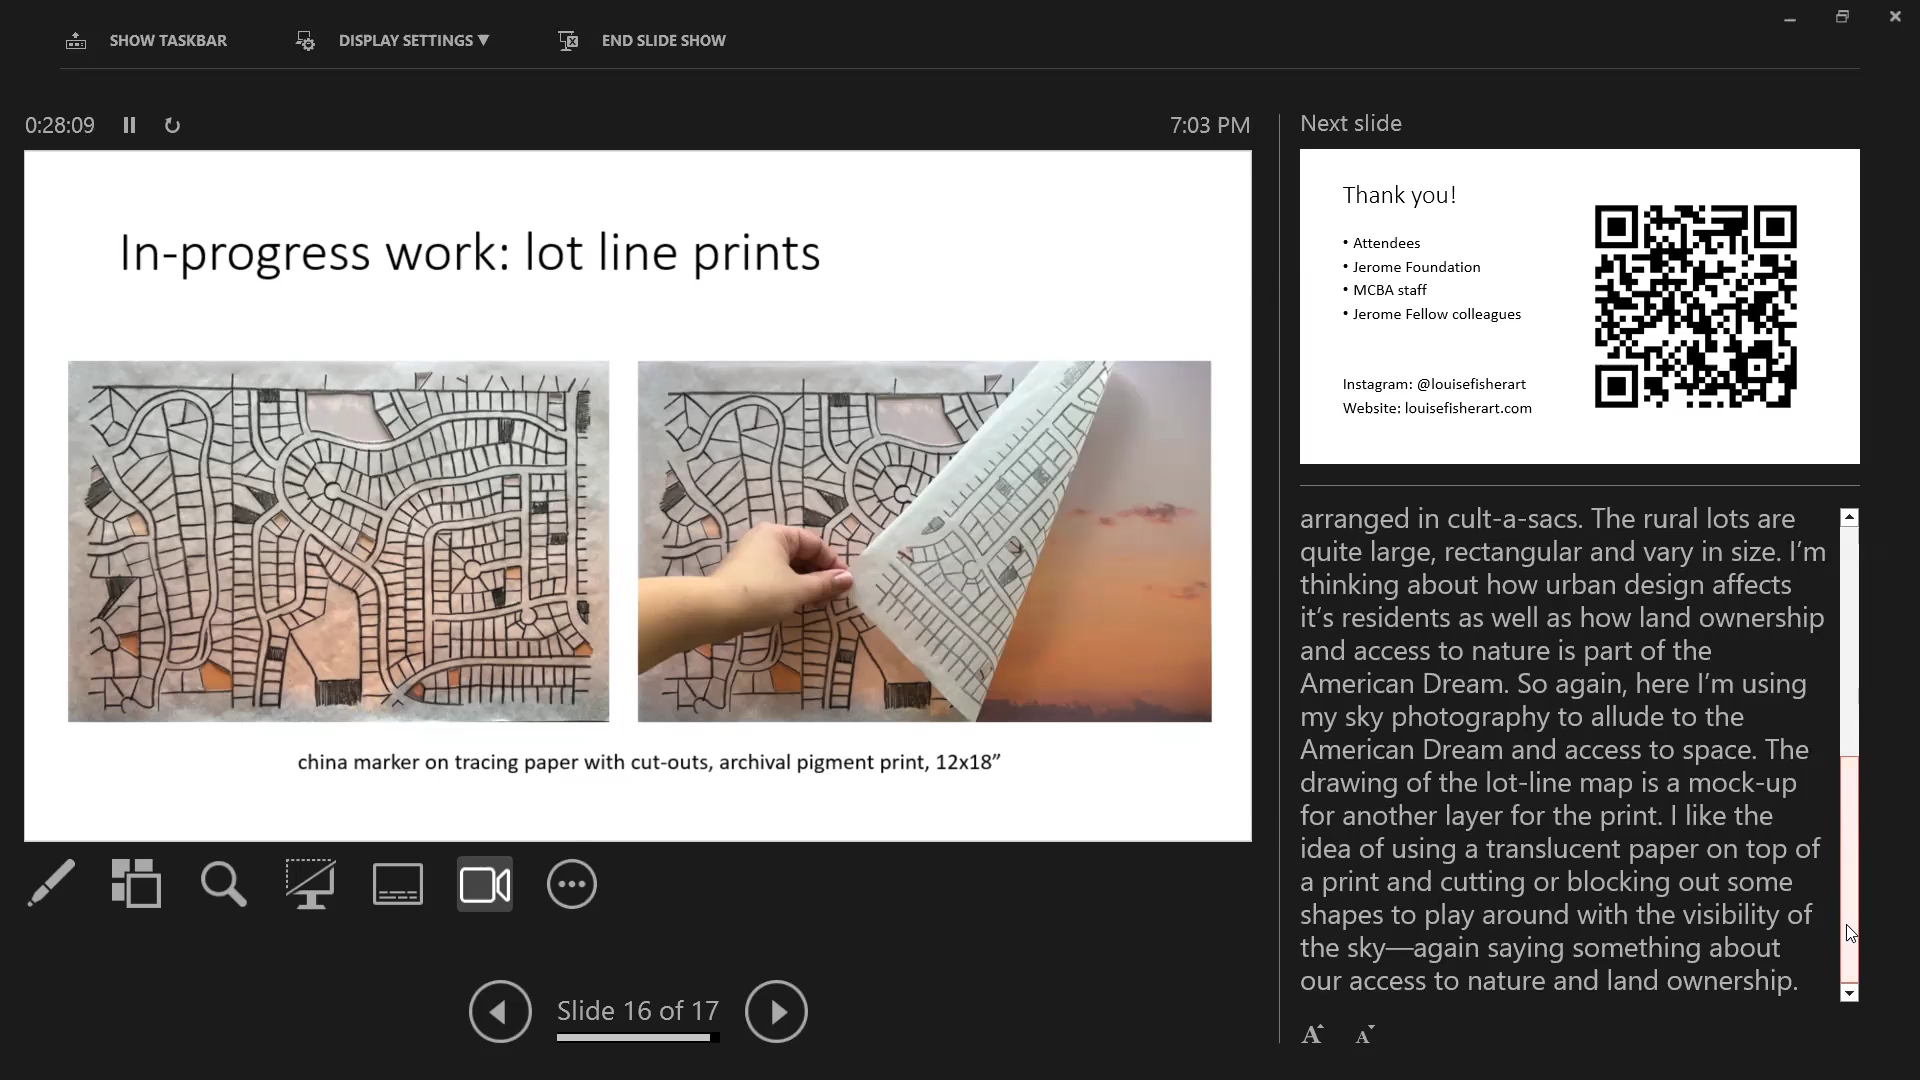 SHOW TASKBAR
DISPLAY SETTINGS ▼
END SLIDE SHOW
0:28:09
7:03 PM
In-progress work: lot line prints
china marker on tracing paper with cut-outs, archival pigment print, 12x18”
Slide 16 of 17
Next slide
Thank you!
• Attendees
• Jerome Foundation
• MCBA staff
• Jerome Fellow colleagues
Instagram: @louisefisherart
Website: louisefisherart.com
arranged in cult-a-sacs. The rural lots are
quite large, rectangular and vary in size. I’m
thinking about how urban design affects
it’s residents as well as how land ownership
and access to nature is part of the
American Dream. So again, here I’m using
my sky photography to allude to the
American Dream and access to space. The
drawing of the lot-line map is a mock-up
for another layer for the print. I like the
idea of using a translucent paper on top of
a print and cutting or blocking out some
shapes to play around with the visibility of
the sky—again saying something about
our access to nature and land ownership.
A A